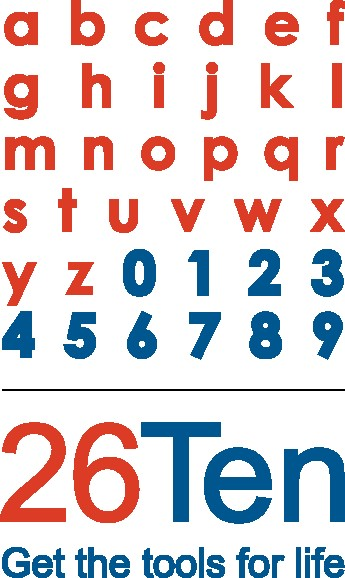 a b c d e f
g h i j k l
m n o p q r
s t u v w x
y z 0 1 2 3
4 5 6 7 8 9
26Ten
Get the tools for life